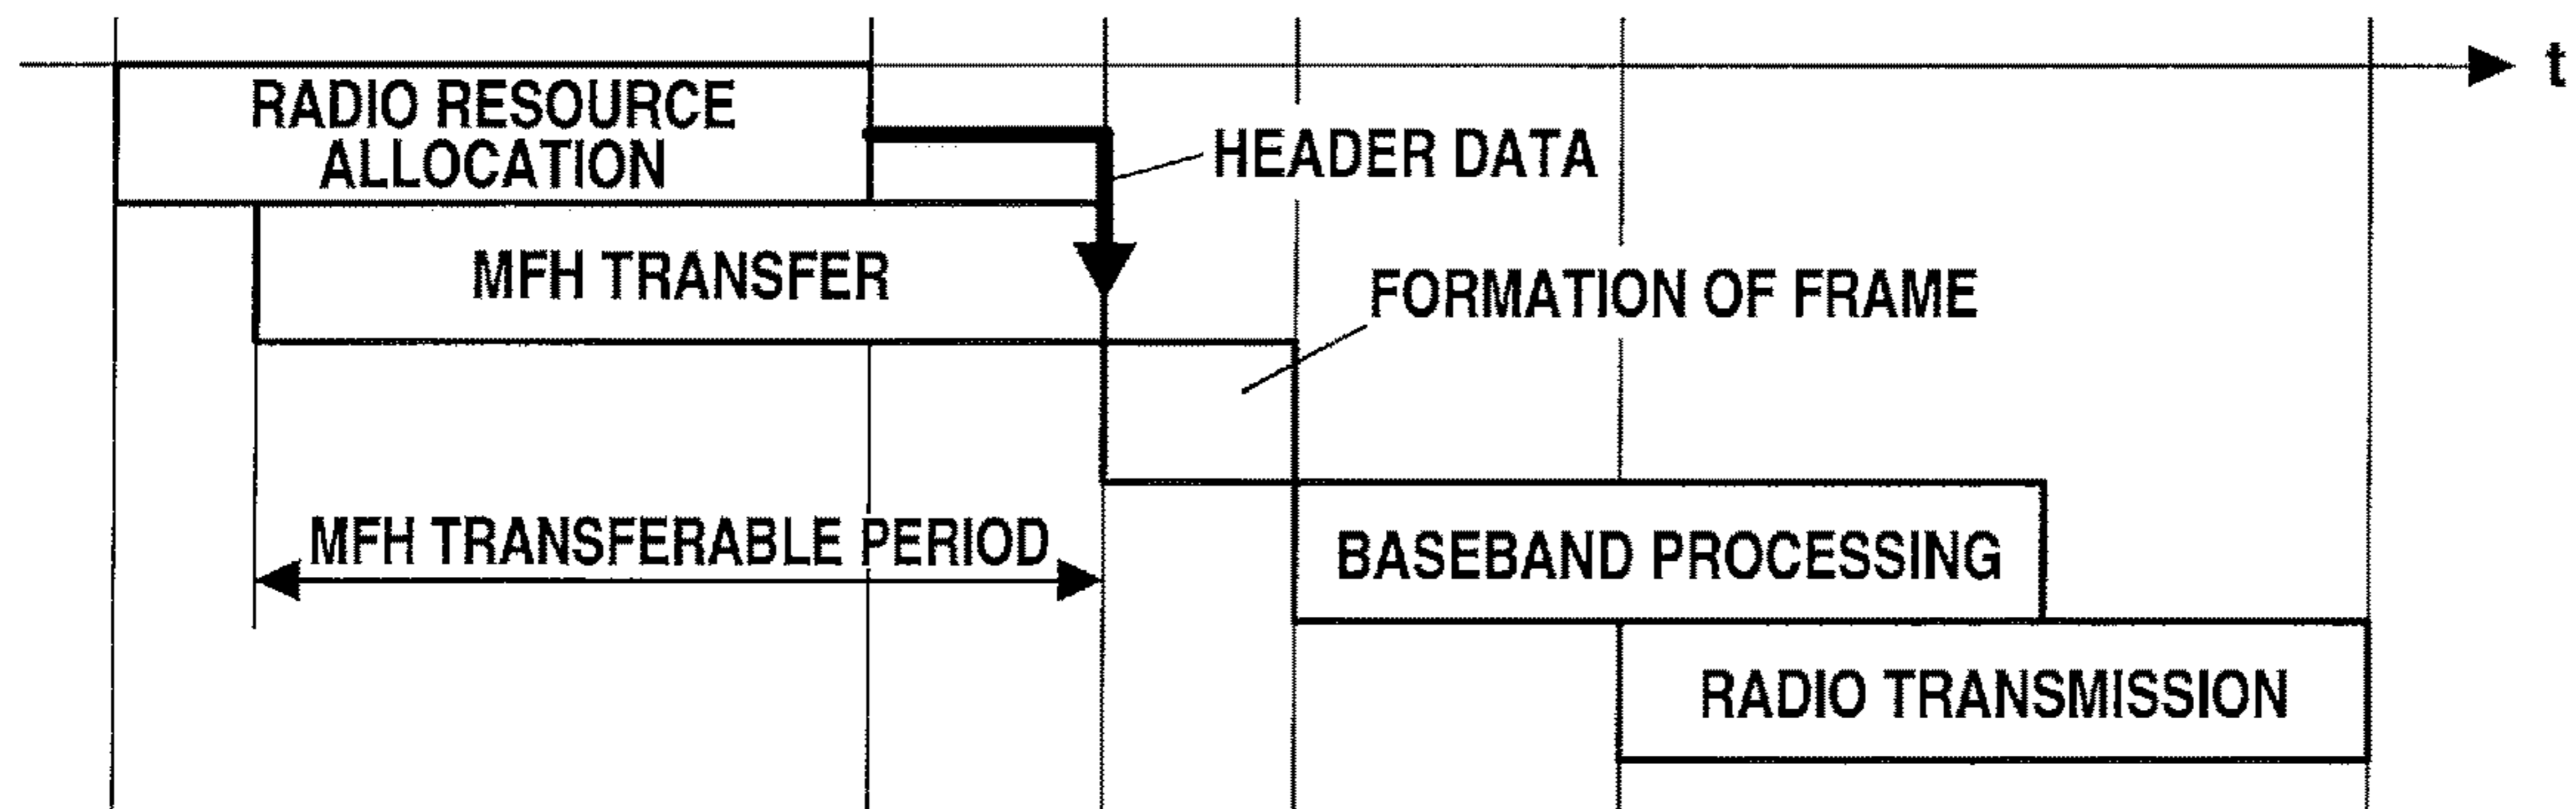 t
RADIO RESOURCE
ALLOCATION
HEADER DATA
MFH TRANSFER
FORMATION OF FRAME
MFH TRANSFERABLE PERIOD
BASEBAND PROCESSING
RADIO TRANSMISSION